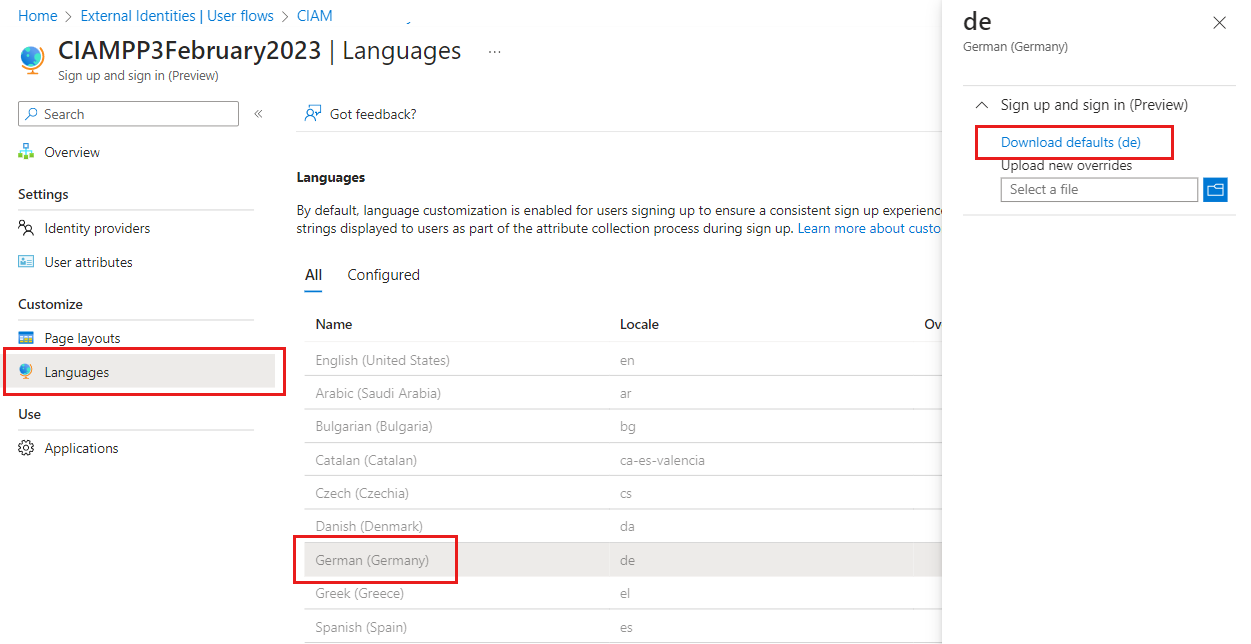 Home > External Identities | User flows > CIAM
CIAMPP3February2023 | Languages ...
Sign up and sign in (Preview)
Search «
Overview
Settings
Identity providers
User attributes
Customize
Page layouts
Languages
Use
Applications
Got feedback?
Languages
By default, language customization is enabled for users signing up to ensure a consistent sign up experience
strings displayed to users as part of the attribute collection process during sign up. Learn more about custo
All Configured
Name Locale Ov
English (United States) en
Arabic (Saudi Arabia) ar
Bulgarian (Bulgaria) bg
Catalan (Catalan) ca-es-valencia
Czech (Czechia) cs
Danish (Denmark) da
German (Germany) de
Greek (Greece) el
Spanish (Spain) es
de
German (Germany)
Sign up and sign in (Preview)
Download defaults (de)
Upload new overrides
Select a file